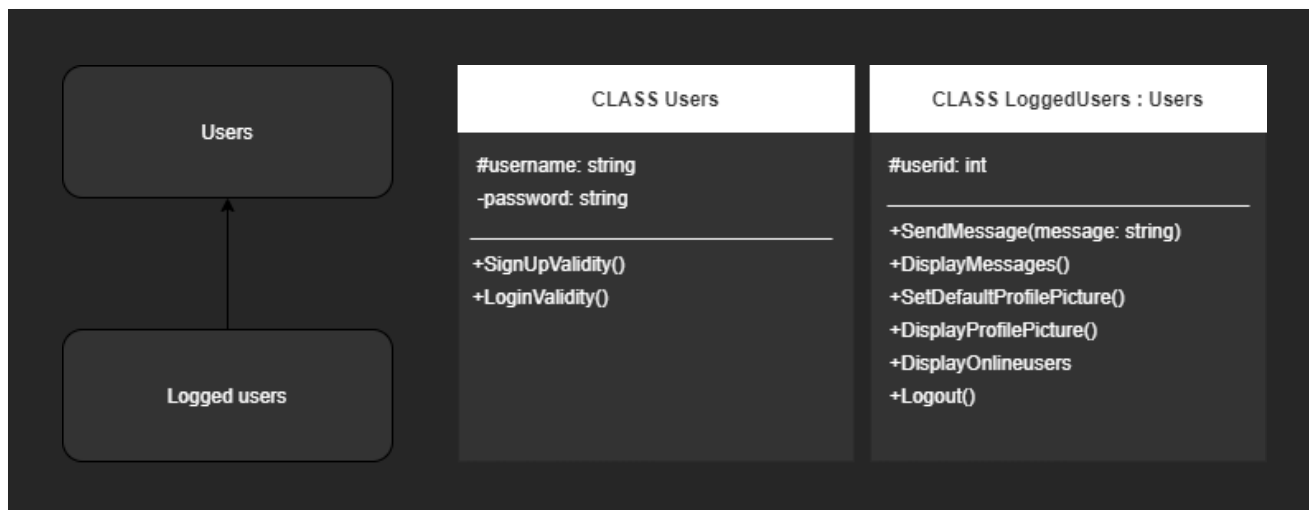 Users
Logged users
CLASS Users
#username: string
-password: string
+SignUpValidity()
+LoginValidity()
CLASS LoggedUsers : Users
#userid: int
+SendMessage(message: string)
+DisplayMessages()
+SetDefaultProfilePicture()
+DisplayProfilePicture()
+DisplayOnlineusers
+Logout()